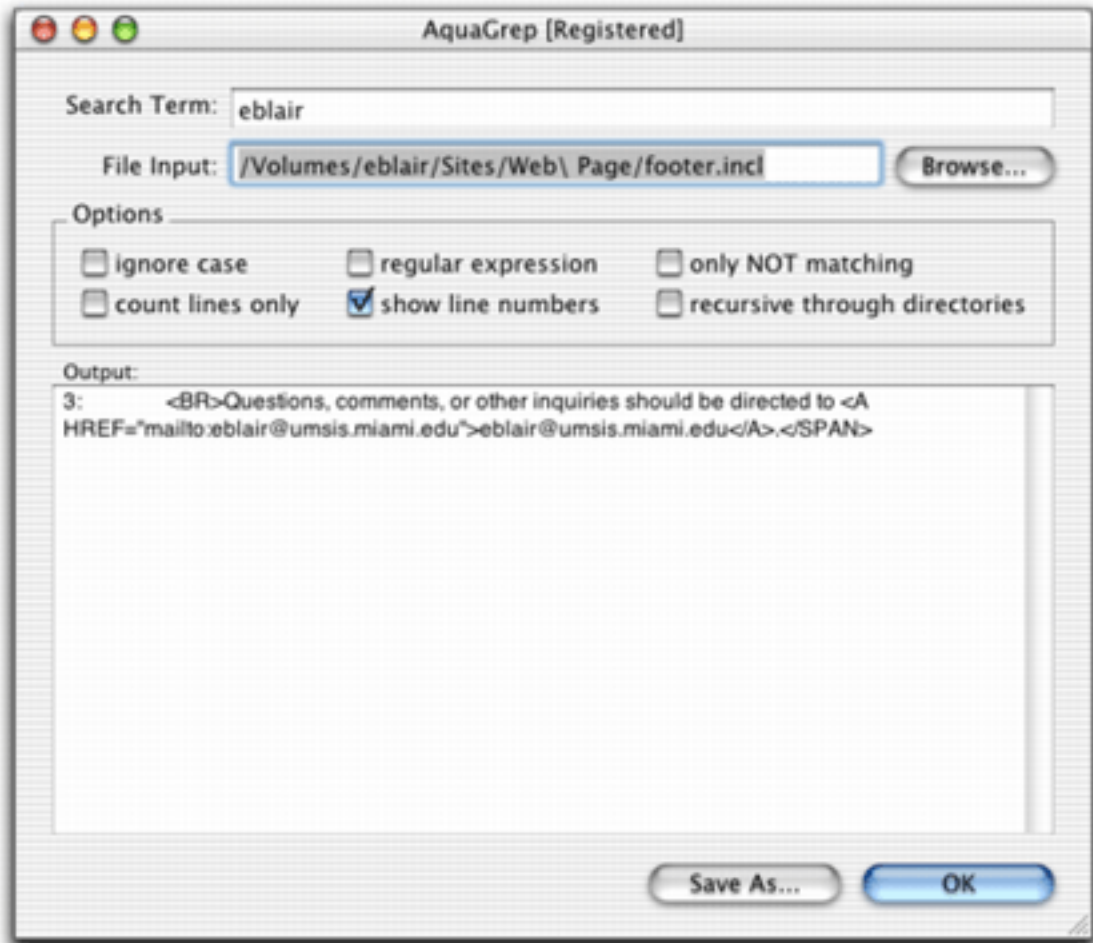 AquaGrep [Registered]
Search Term: eblair
File Input: /Volumes/eblair/Sites/Web\ Page/footer.incl Browse...
Options
ignore case regular expression only NOT matching
count lines only show line numbers recursive through directories
Output:
3: <BR>Questions, comments, or other inquiries should be directed to <A
HREF="mailto:eblair@umsis.miami.edu">eblair@umsis.miami.edu</A>.</SPAN>
Save As... OK